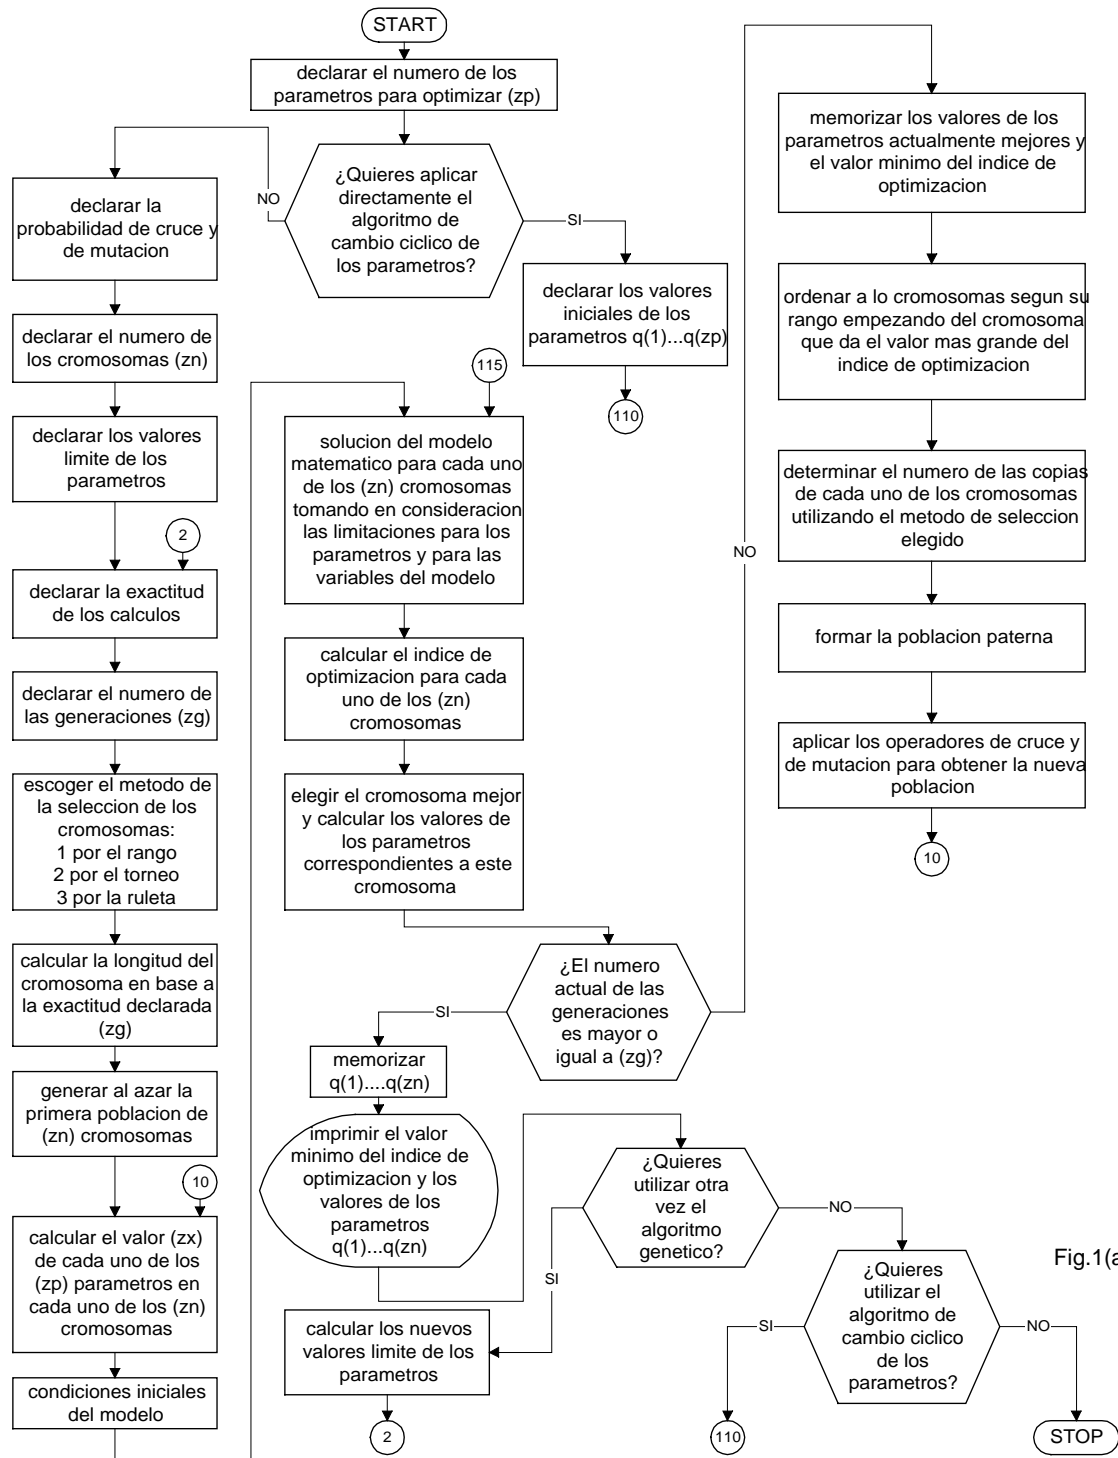 START
declarar el numero de los
parametros para optimizar (zp)
¿Quieres aplicar
directamente el
algoritmo de
cambio ciclico de
los parametros?
NO
SI
declarar los valores
iniciales de los
parametros q(1)...q(zp)
110
declarar la
probabilidad de cruce y
de mutacion
declarar el numero de
los cromosomas (zn)
declarar los valores
limite de los
parametros
2
declarar la exactitud
de los calculos
declarar el numero de
las generaciones (zg)
escoger el metodo de
la seleccion de los
cromosomas:
1 por el rango
2 por el torneo
3 por la ruleta
calcular la longitud del
cromosoma en base a
la exactitud declarada
(zg)
generar al azar la
primera poblacion de
(zn) cromosomas
10
calcular el valor (zx)
de cada uno de los
(zp) parametros en
cada uno de los (zn)
cromosomas
condiciones iniciales
del modelo
115
solucion del modelo
matematico para cada uno
de los (zn) cromosomas
tomando en consideracion
las limitaciones para los
parametros y para las
variables del modelo
calcular el indice de
optimizacion para cada
uno de los (zn)
cromosomas
elegir el cromosoma mejor
y calcular los valores de
los parametros
correspondientes a este
cromosoma
¿El numero
actual de las
generaciones
es mayor o
igual a (zg)?
SI
NO
memorizar
q(1)....q(zn)
imprimir el valor
minimo del indice de
optimizacion y los
valores de los
parametros
q(1)...q(zn)
¿Quieres
utilizar otra
vez el
algoritmo
genetico?
SI
NO
calcular los nuevos
valores limite de los
parametros
2
¿Quieres
utilizar el
algoritmo de
cambio ciclico
de los
parametros?
SI
NO
110
STOP
memorizar los valores de los
parametros actualmente mejores y
el valor minimo del indice de
optimizacion
ordenar a lo cromosomas segun su
rango empezando del cromosoma
que da el valor mas grande del
indice de optimizacion
determinar el numero de las copias
de cada uno de los cromosomas
utilizando el metodo de seleccion
elegido
formar la poblacion paterna
aplicar los operadores de cruce y
de mutacion para obtener la nueva
poblacion
10
Fig.1(a